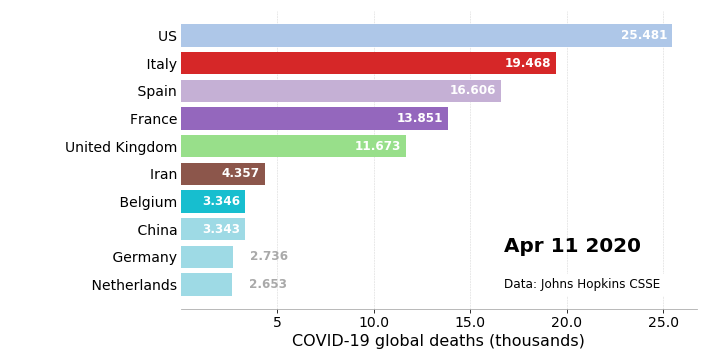 US 25.481
Italy 19.468
Spain 16.606
France 13.851
United Kingdom 11.673
Iran 4.357
Belgium 3.346
China 3.343
Germany 2.736
Netherlands 2.653
Apr 11 2020
Data: Johns Hopkins CSSE
5 10.0 15.0 20.0 25.0
COVID-19 global deaths (thousands)